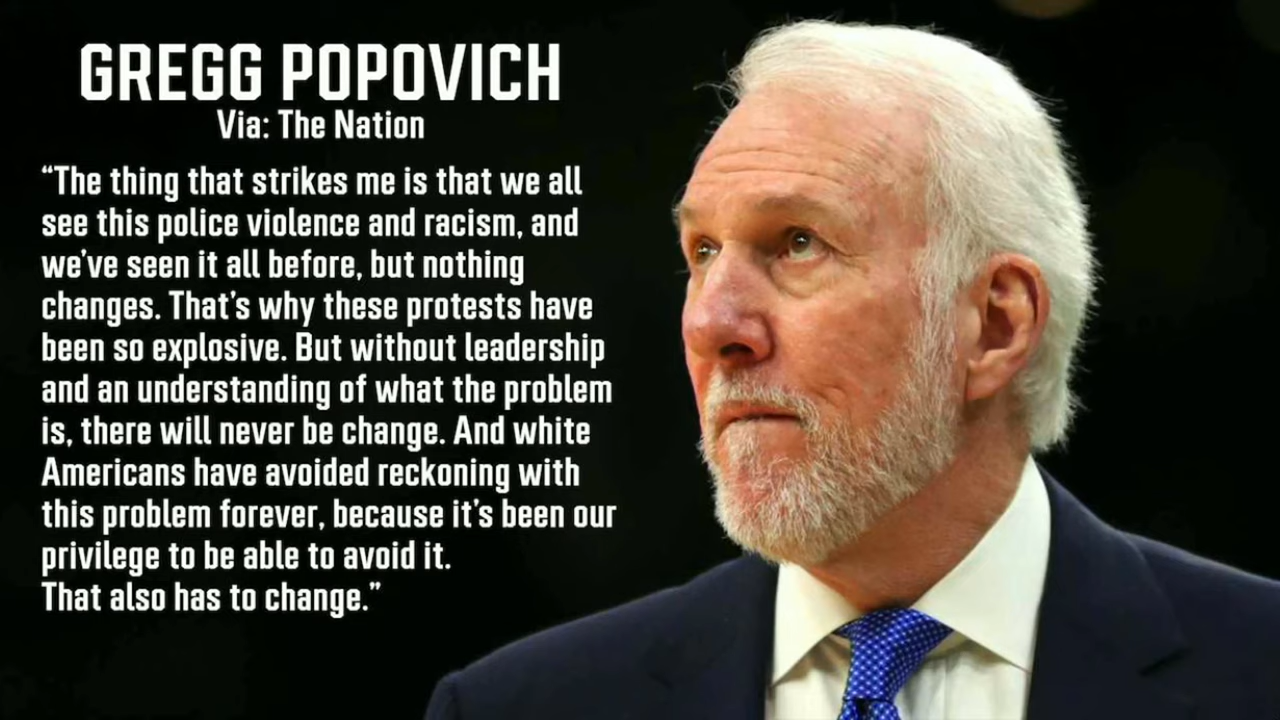 GREGG POPOVICH
Via: The Nation
“The thing that strikes me is that we all
see this police violence and racism, and
we’ve seen it all before, but nothing
changes. That’s why these protests have
been so explosive. But without leadership
and an understanding of what the problem
is, there will never be change. And white
Americans have avoided reckoning with
this problem forever, because it’s been our
privilege to be able to avoid it.
That also has to change.”